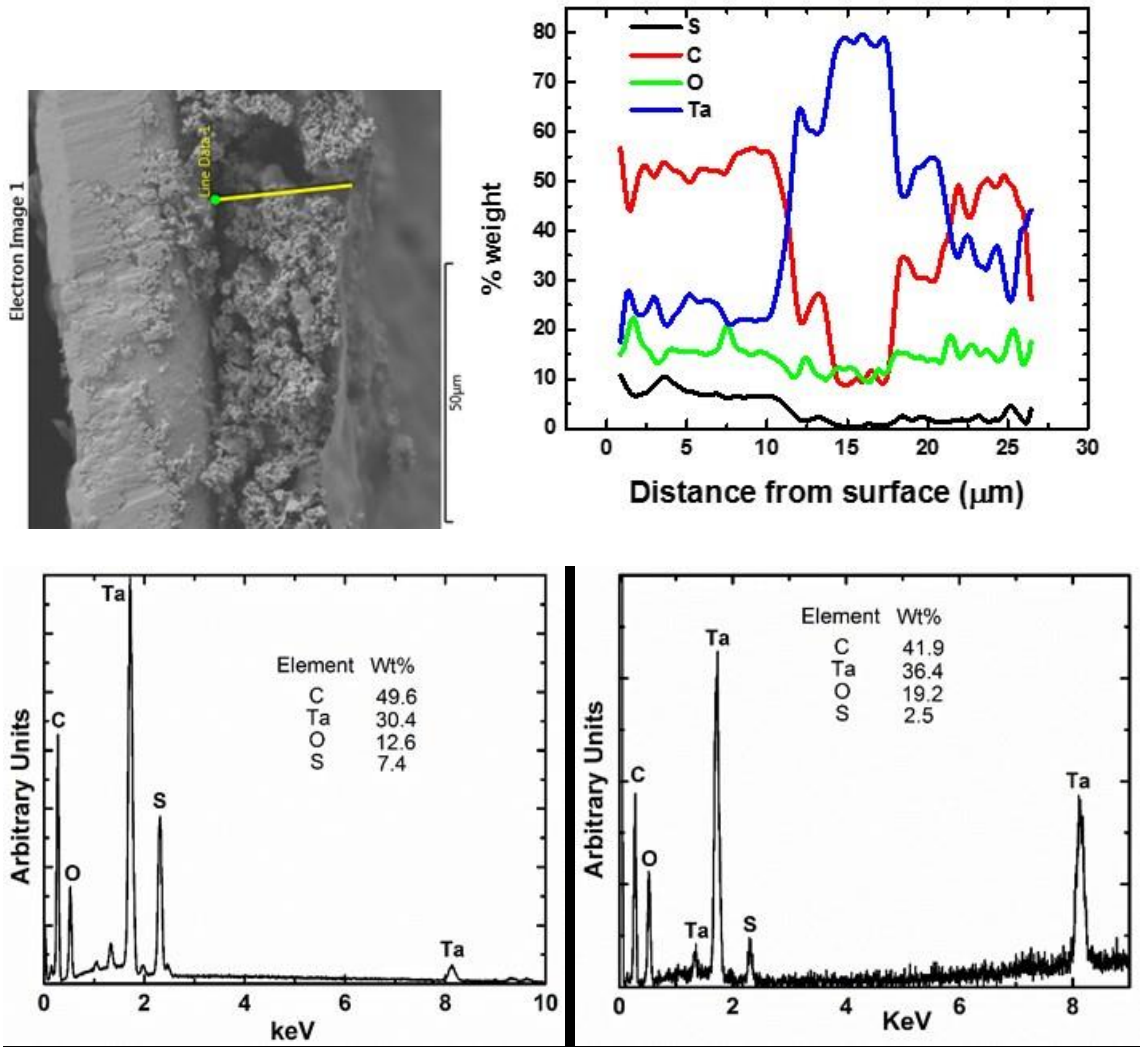 Electron Image 1
Line Data 1
50µm
S
C
O
Ta
80
70
60
50
40
30
20
10
0
% weight
0 5 10 15 20 25 30
Distance from surface (µm)
Ta
C
O
S
Ta
Element Wt%
C 49.6
Ta 30.4
O 12.6
S 7.4
Arbitrary Units
0 2 4 6 8 10
keV
Ta
C
O
Ta
S
Ta
Element Wt%
C 41.9
Ta 36.4
O 19.2
S 2.5
Arbitrary Units
0 2 4 6 8
KeV